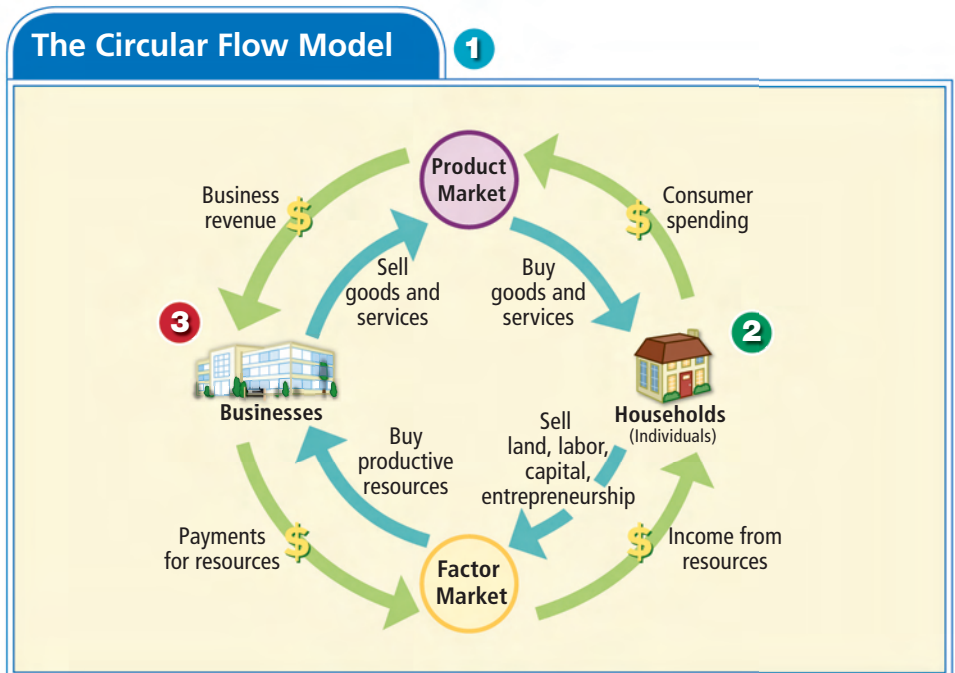 The Circular Flow Model
1
Product
Market
Business
revenue
$
Consumer
spending
$
Sell
goods and
services
Buy
goods and
services
3
2
Businesses
Households
(Individuals)
Buy
productive
resources
Sell
land, labor,
capital,
entrepreneurship
Payments
for resources
$
Income from
resources
$
Factor
Market